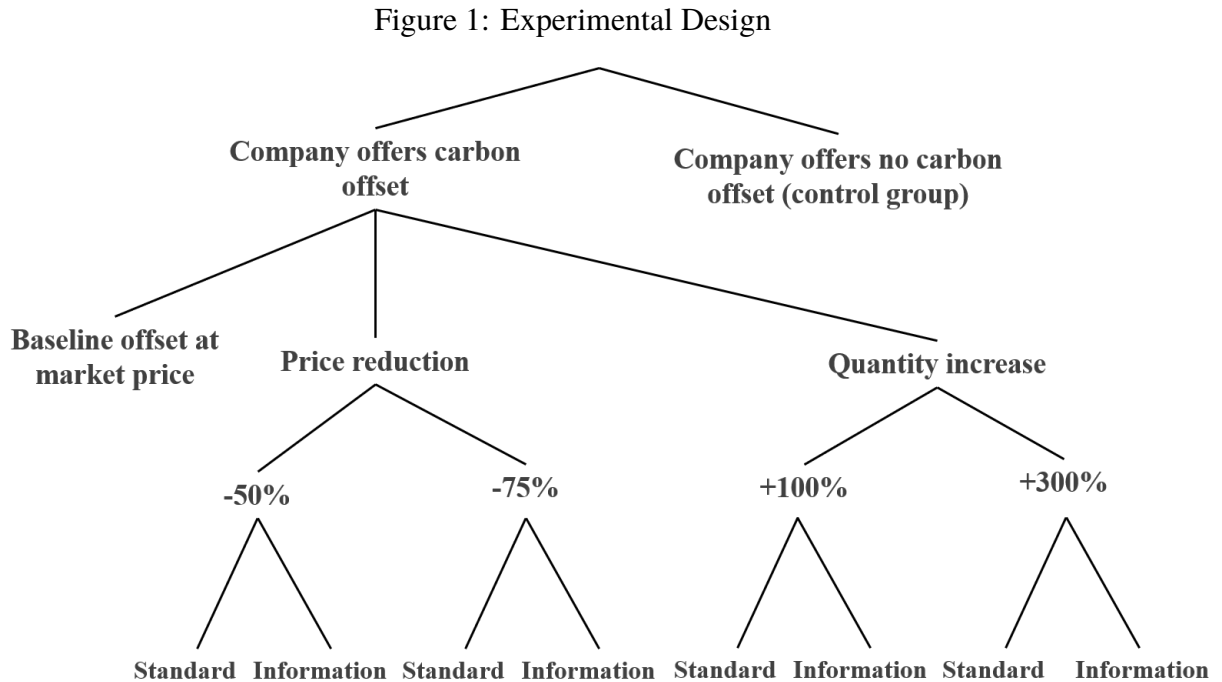 Figure 1: Experimental Design
Company offers carbon
offset
Company offers no carbon
offset (control group)
Baseline offset at
market price
Price reduction
Quantity increase
-50%
-75%
+100%
+300%
Standard Information Standard Information Standard Information Standard Information